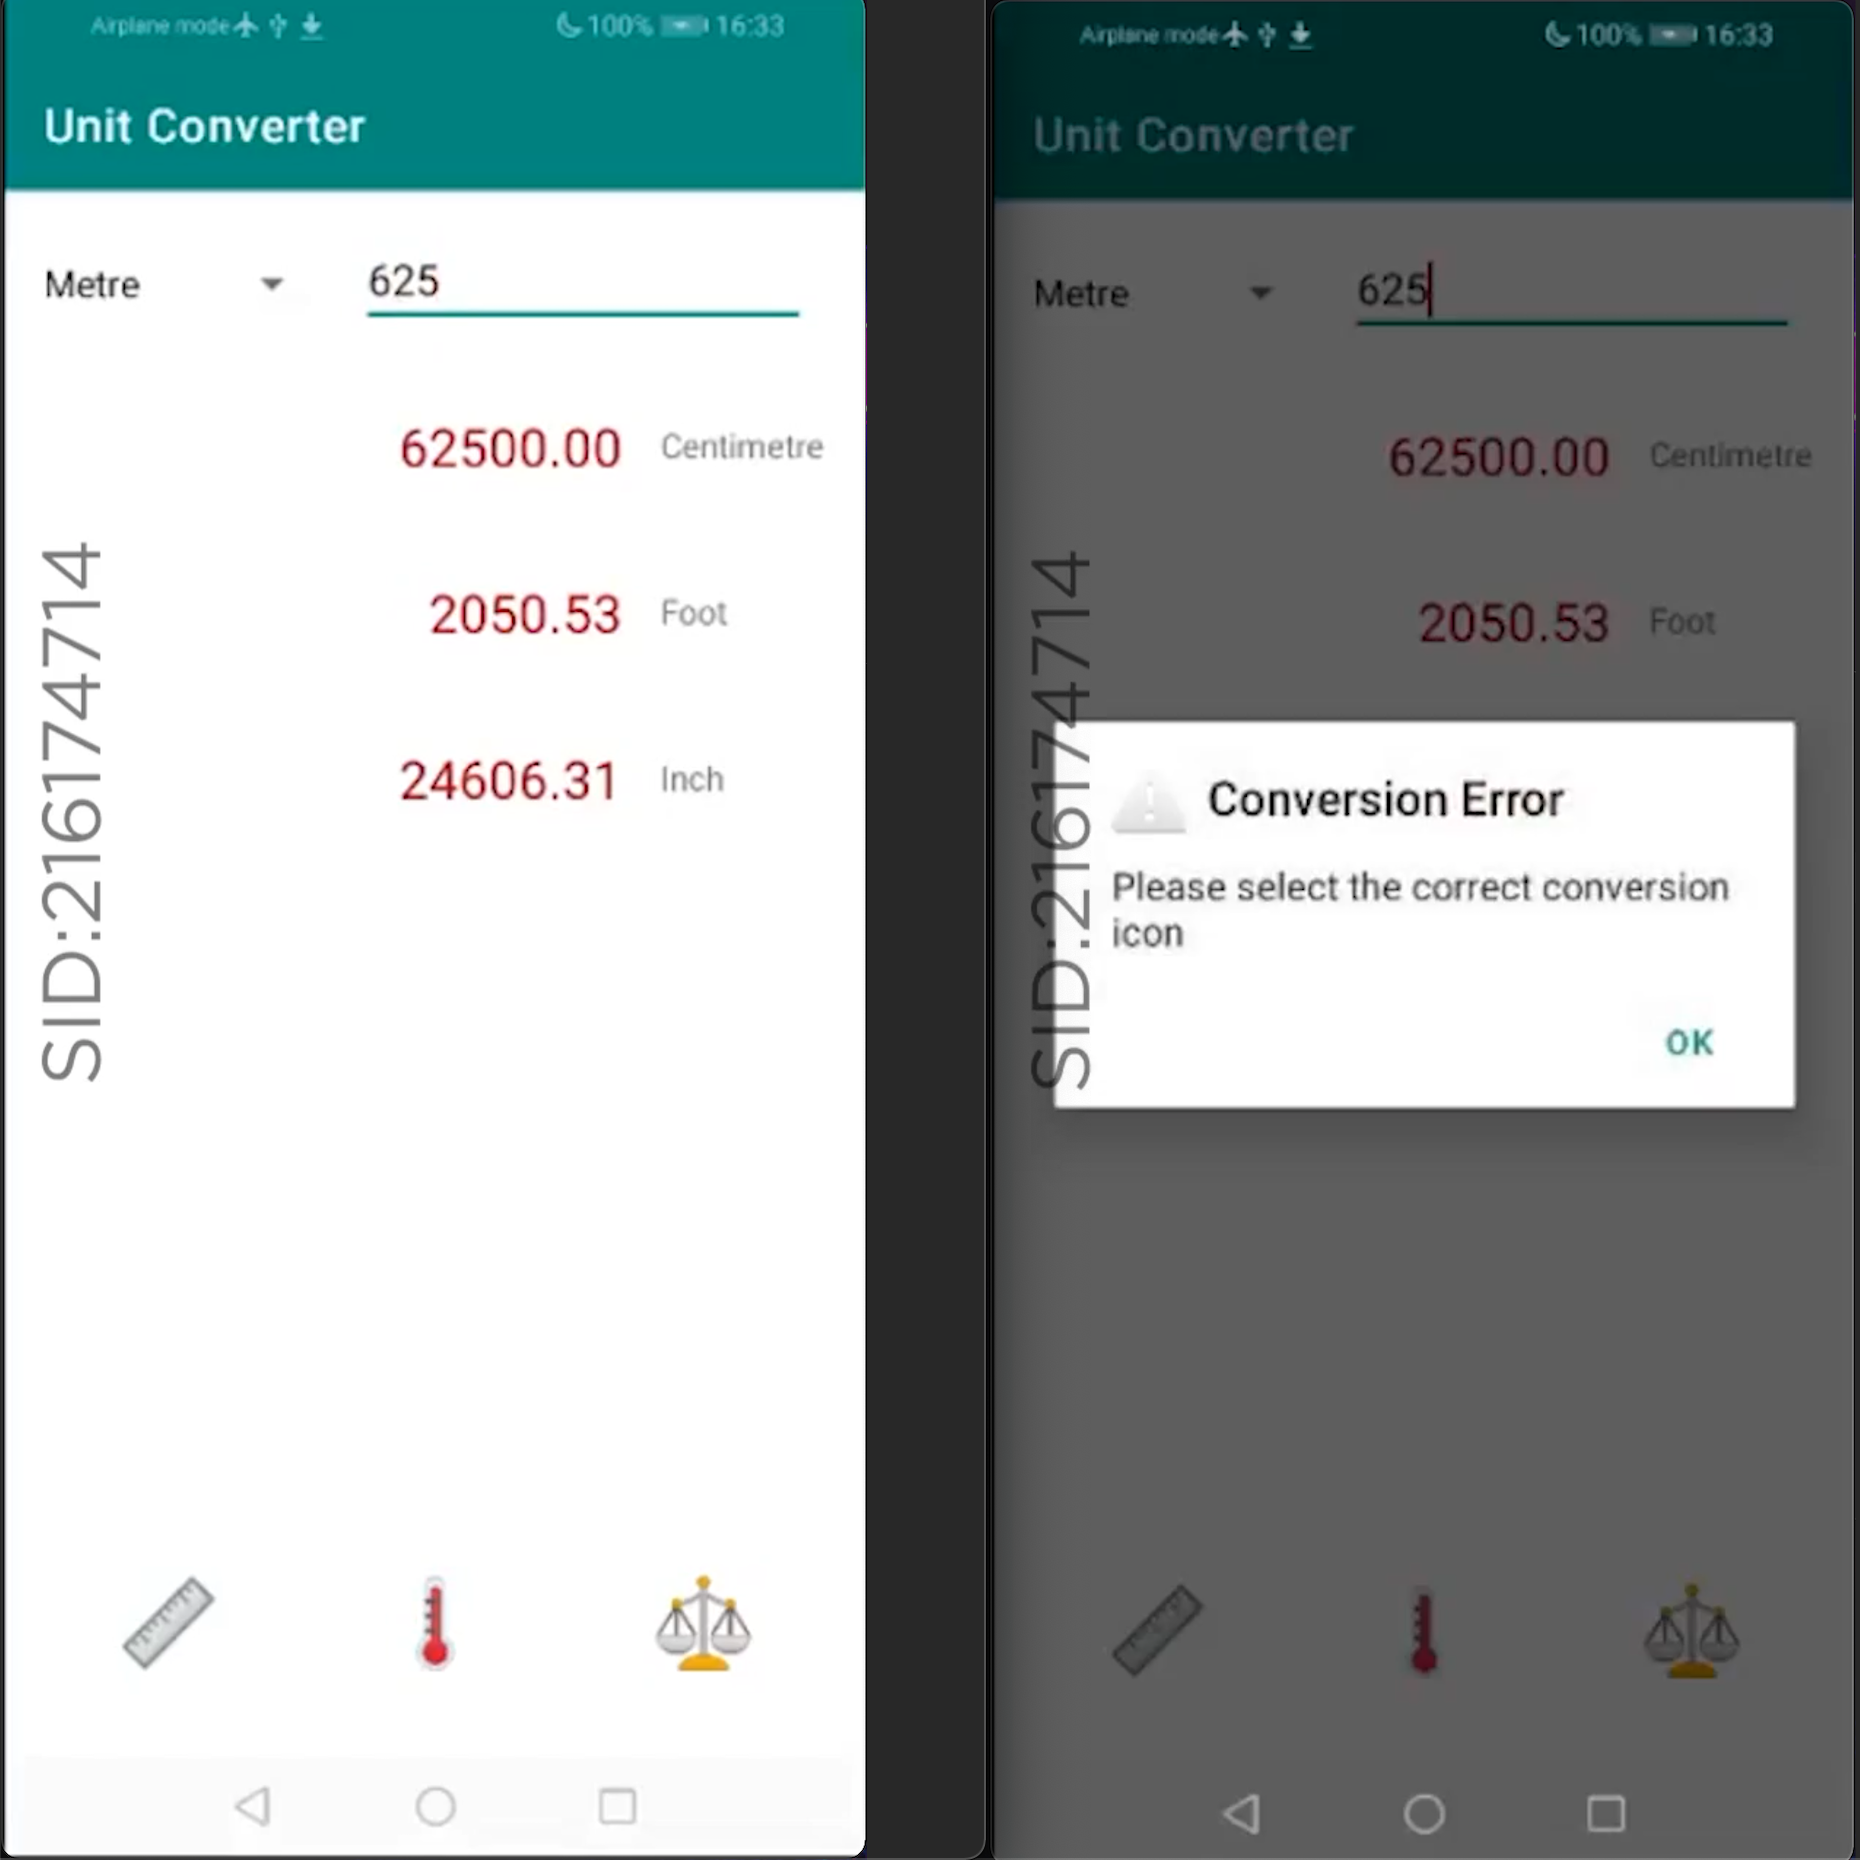 Airplane mode 100% 16:33
Unit Converter
Metre 625
62500.00 Centimetre
2050.53 Foot
24606.31 Inch
SID:216174714
Airplane mode 100% 16:33
Unit Converter
Metre 625
62500.00 Centimetre
2050.53 Foot
Conversion Error
Please select the correct conversion
icon
OK
SID:216174714